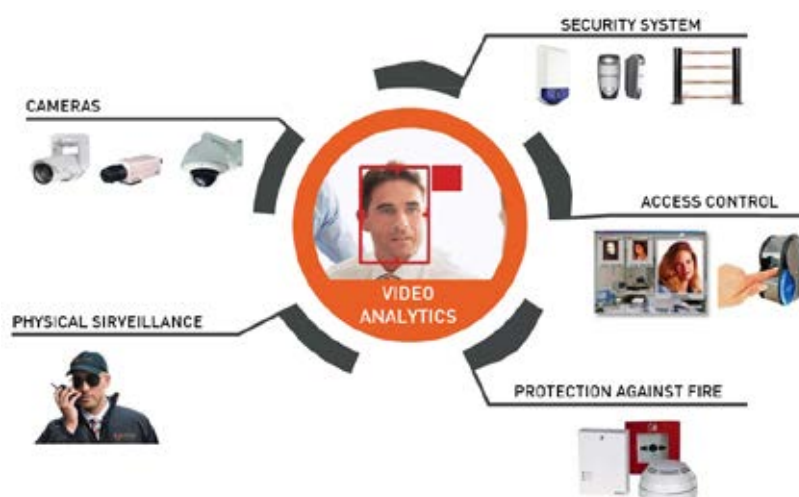 SECURITY SYSTEM
CAMERAS
ACCESS CONTROL
VIDEO
ANALYTICS
PHYSICAL SIRVEILLANCE
PROTECTION AGAINST FIRE